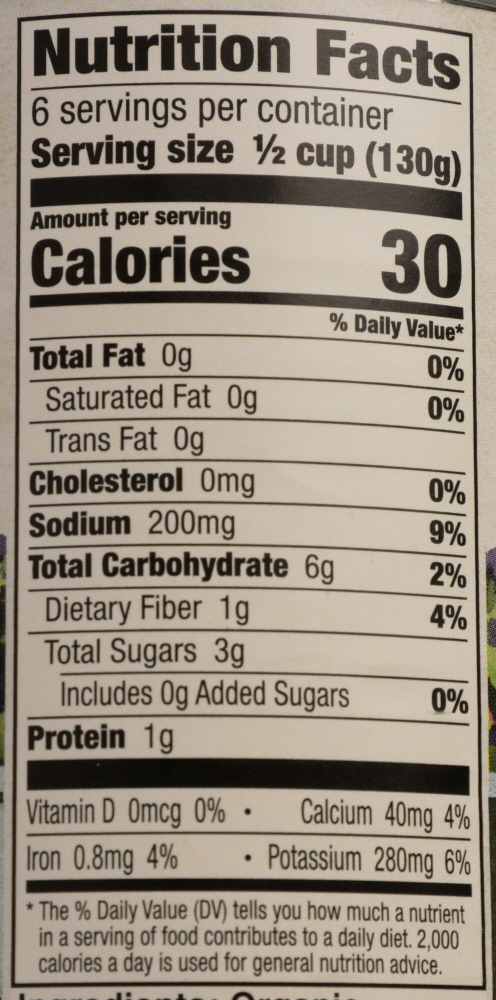 Nutrition Facts
6 servings per container
Serving size ½ cup (130g)
Amount per serving
Calories 30
% Daily Value*
Total Fat 0g 0%
Saturated Fat 0g 0%
Trans Fat 0g
Cholesterol 0mg 0%
Sodium 200mg 9%
Total Carbohydrate 6g 2%
Dietary Fiber 1g 4%
Total Sugars 3g
Includes 0g Added Sugars 0%
Protein 1g
Vitamin D 0mcg 0% • Calcium 40mg 4%
Iron 0.8mg 4% • Potassium 280mg 6%
* The % Daily Value (DV) tells you how much a nutrient
in a serving of food contributes to a daily diet. 2,000
calories a day is used for general nutrition advice.